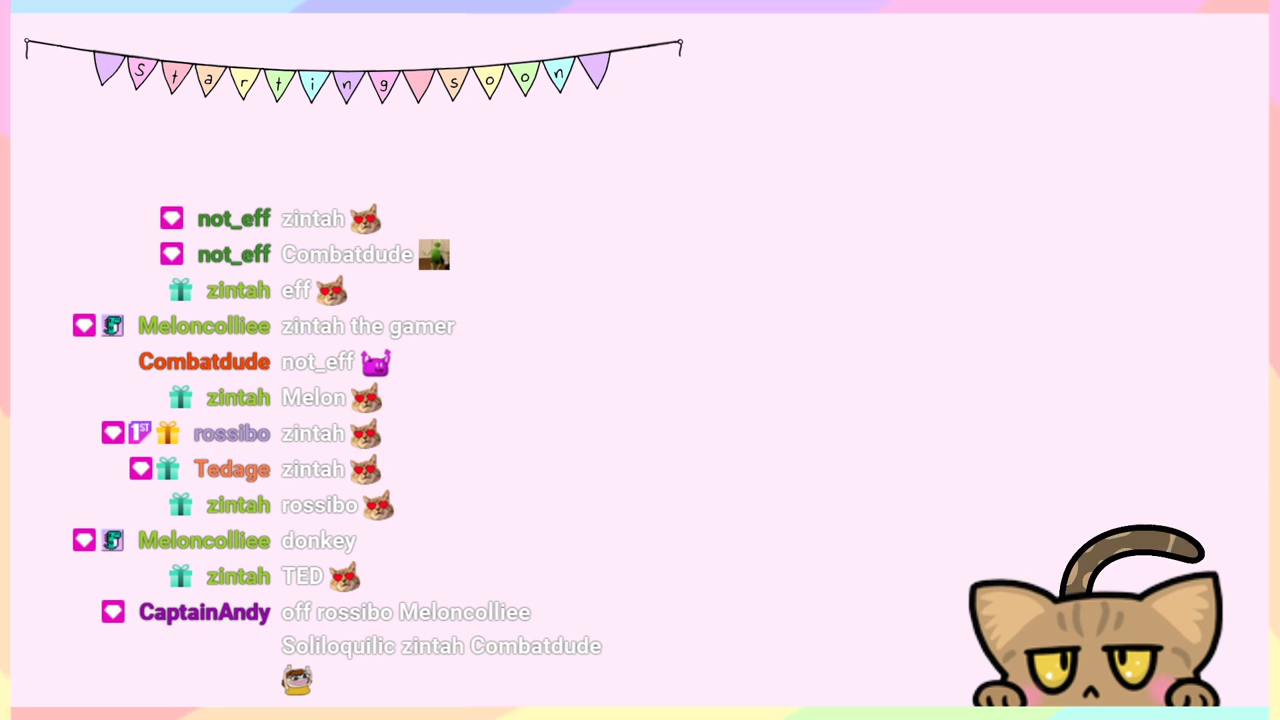 Starting soon
not_eff zintah
not_eff Combatdude
zintah eff
Meloncolliee zintah the gamer
Combatdude not_eff
zintah Melon
1ST rossibo zintah
Tedage zintah
zintah rossibo
Meloncolliee donkey
zintah TED
CaptainAndy off rossibo Meloncolliee
Soliloquilic zintah Combatdude